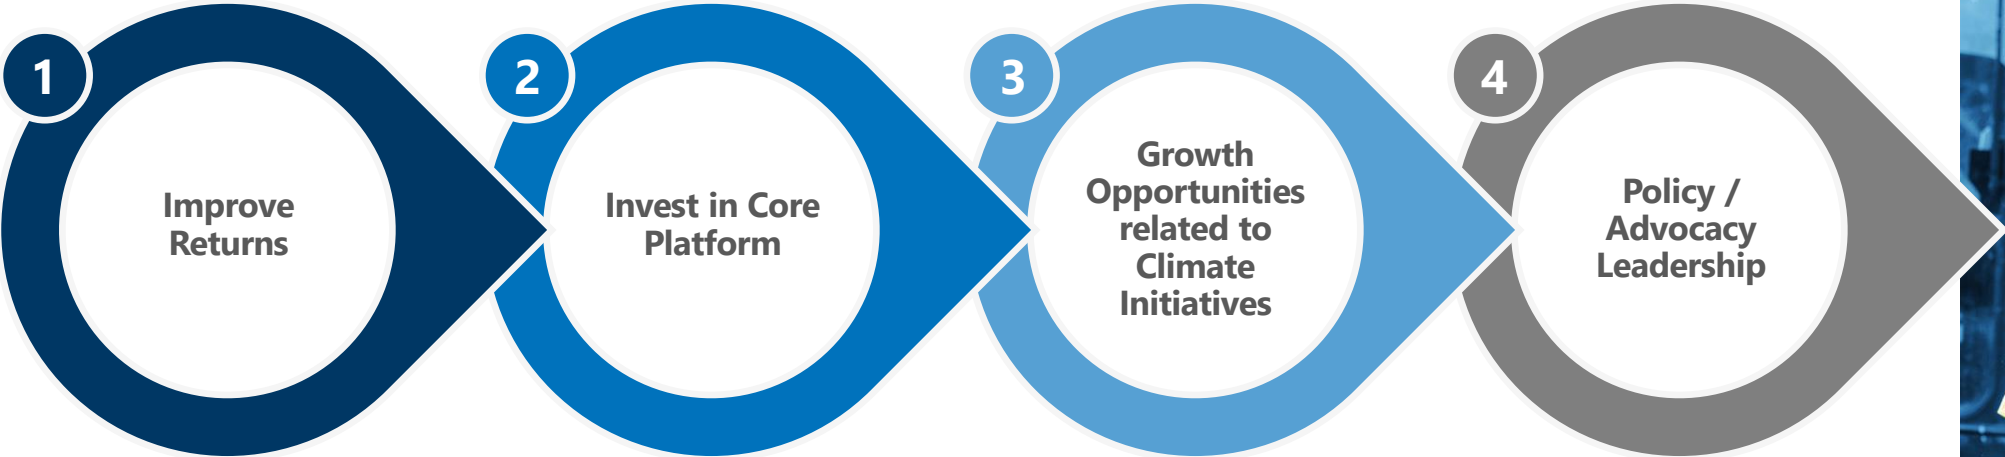 1
Improve
Returns
2
Invest in Core
Platform
3
Growth
Opportunities
related to
Climate
Initiatives
4
Policy /
Advocacy
Leadership